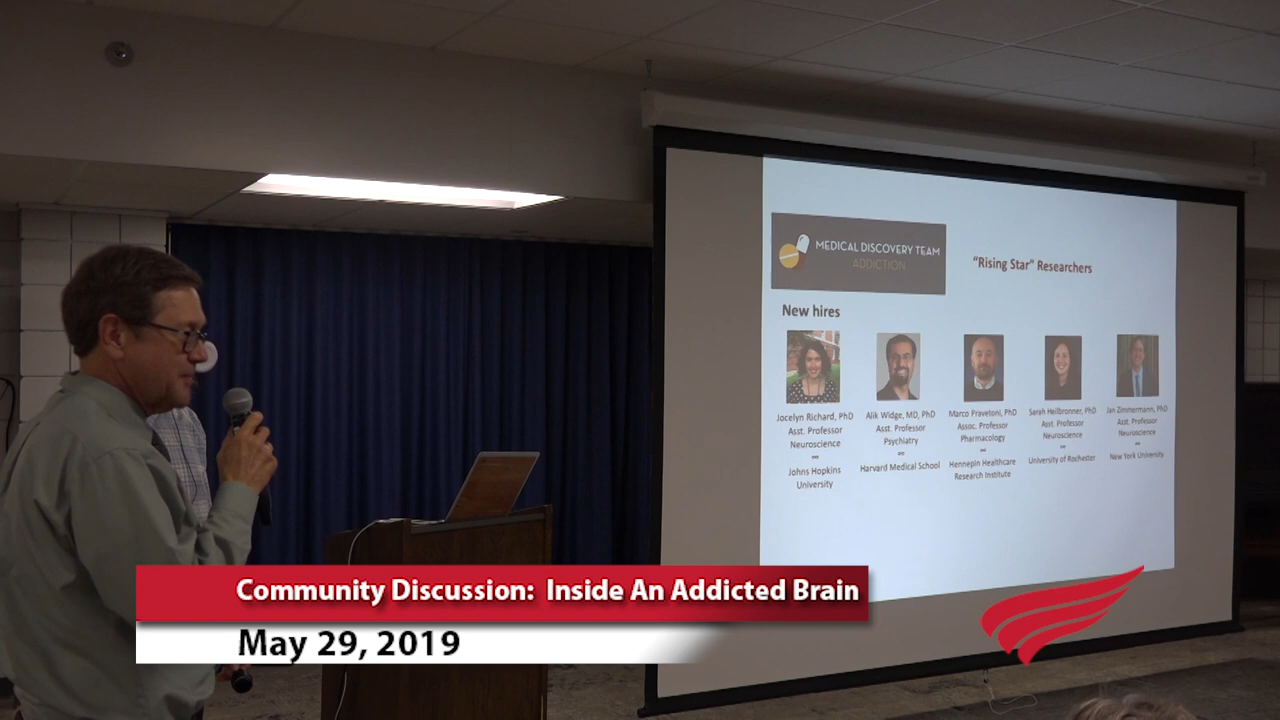 MEDICAL DISCOVERY TEAM
ADDICTION
"Rising Star" Researchers
New hires
Jocelyn Richard, PhD
Asst. Professor
Neuroscience
Johns Hopkins
University
Alik Widge, MD, PhD
Asst. Professor
Psychiatry
Harvard Medical School
Marco Pravetoni, PhD
Assoc. Professor
Pharmacology
Hennepin Healthcare
Research Institute
Sarah Heilbronner, PhD
Asst. Professor
Neuroscience
University of Rochester
Jan Zimmermann, PhD
Asst. Professor
Neuroscience
New York University
Community Discussion: Inside An Addicted Brain
May 29, 2019